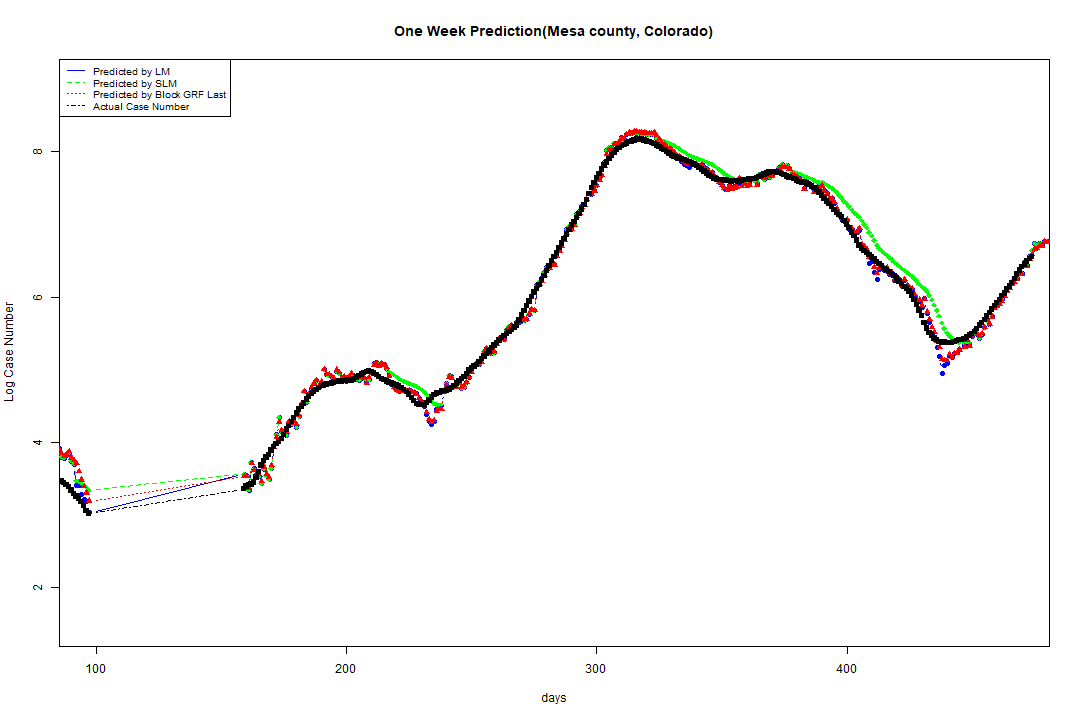 One Week Prediction(Mesa county, Colorado)
Predicted by LM
Predicted by SLM
Predicted by Block GRF Last
Actual Case Number
8
6
4
2
Log Case Number
100 200 300 400
days